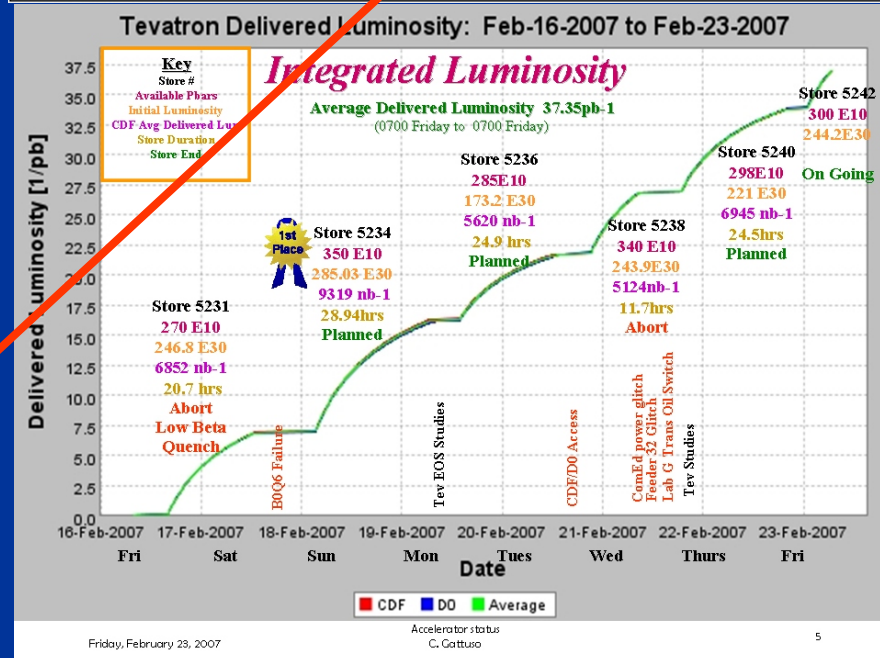 Tevatron Delivered Luminosity: Feb-16-2007 to Feb-23-2007
Integrated Luminosity
Average Delivered Luminosity 37.35pb-1
(0700 Friday to 0700 Friday)
Key
Store #
Available Pbars
Initial Luminosity
CDF Avg Delivered Lum
Store Duration
Store End
Delivered Luminosity [1/pb]
37.5
35.0
32.5
30.0
27.5
25.0
22.5
20.0
17.5
15.0
12.5
10.0
7.5
5.0
2.5
0.0
Store 5231
270 E10
246.8 E30
6852 nb-1
20.7 hrs
Abort
Low Beta
Quench
1st
Place
Store 5234
350 E10
285.03 E30
9319 nb-1
28.94hrs
Planned
Store 5236
285E10
173.2 E30
5620 nb-1
24.9 hrs
Planned
Store 5238
340 E10
243.9E30
5124nb-1
11.7hrs
Abort
Store 5240
298E10
221 E30
6945 nb-1
24.5hrs
Planned
Store 5242
300 E10
244.2E30
On Going
B0Q6 Failure
Tev EOS Studies
CDF/D0 Access
ComEd power glitch
Feeder 32 Glitch
Lab G Trans Oil Switch
Tev Studies
16-Feb-2007 17-Feb-2007 18-Feb-2007 19-Feb-2007 20-Feb-2007 21-Feb-2007 22-Feb-2007 23-Feb-2007
Fri Sat Sun Mon Tues Wed Thurs Fri
Date
CDF DO Average
Friday, February 23, 2007
Accelerator status
C. Gattuso
5